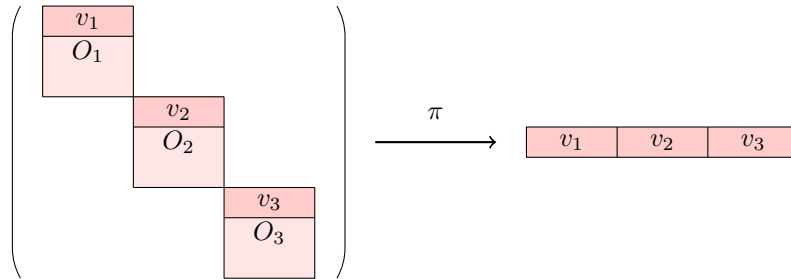 v₁
O₁
v₂
O₂
v₃
O₃
π
v₁ v₂ v₃